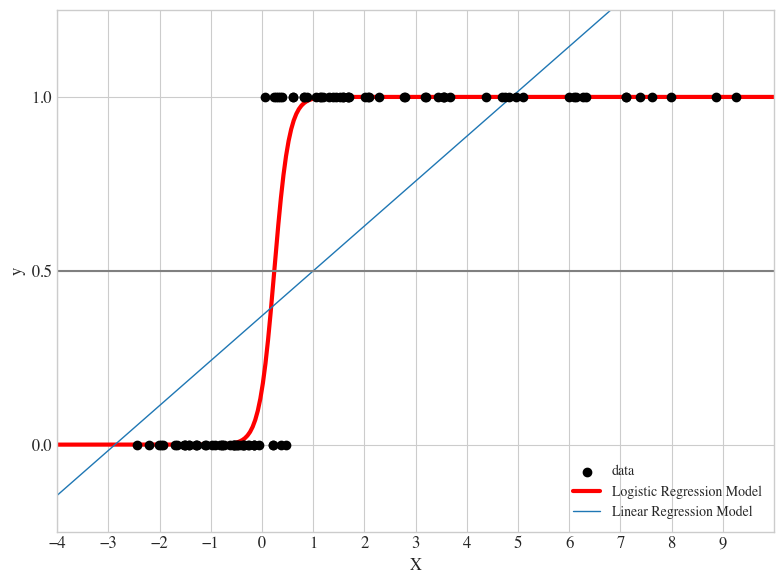 1.0
y 0.5
0.0
data
Logistic Regression Model
Linear Regression Model
−4 −3 −2 −1 0 1 2 3 4 5 6 7 8 9
X